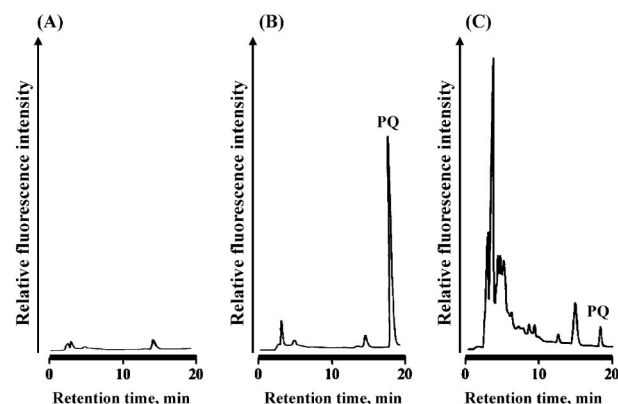 (A)
Relative fluorescence intensity
0 10 20
Retention time, min
(B)
Relative fluorescence intensity
PQ
0 10 20
Retention time, min
(C)
Relative fluorescence intensity
PQ
0 10 20
Retention time, min